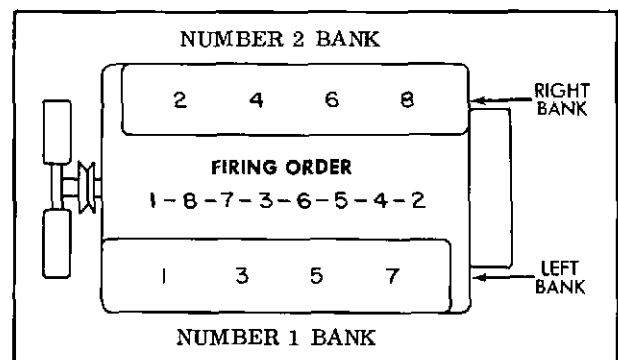 NUMBER 2 BANK
2 4 6 8
RIGHT
BANK
FIRING ORDER
1-8-7-3-6-5-4-2
1 3 5 7
LEFT
BANK
NUMBER 1 BANK